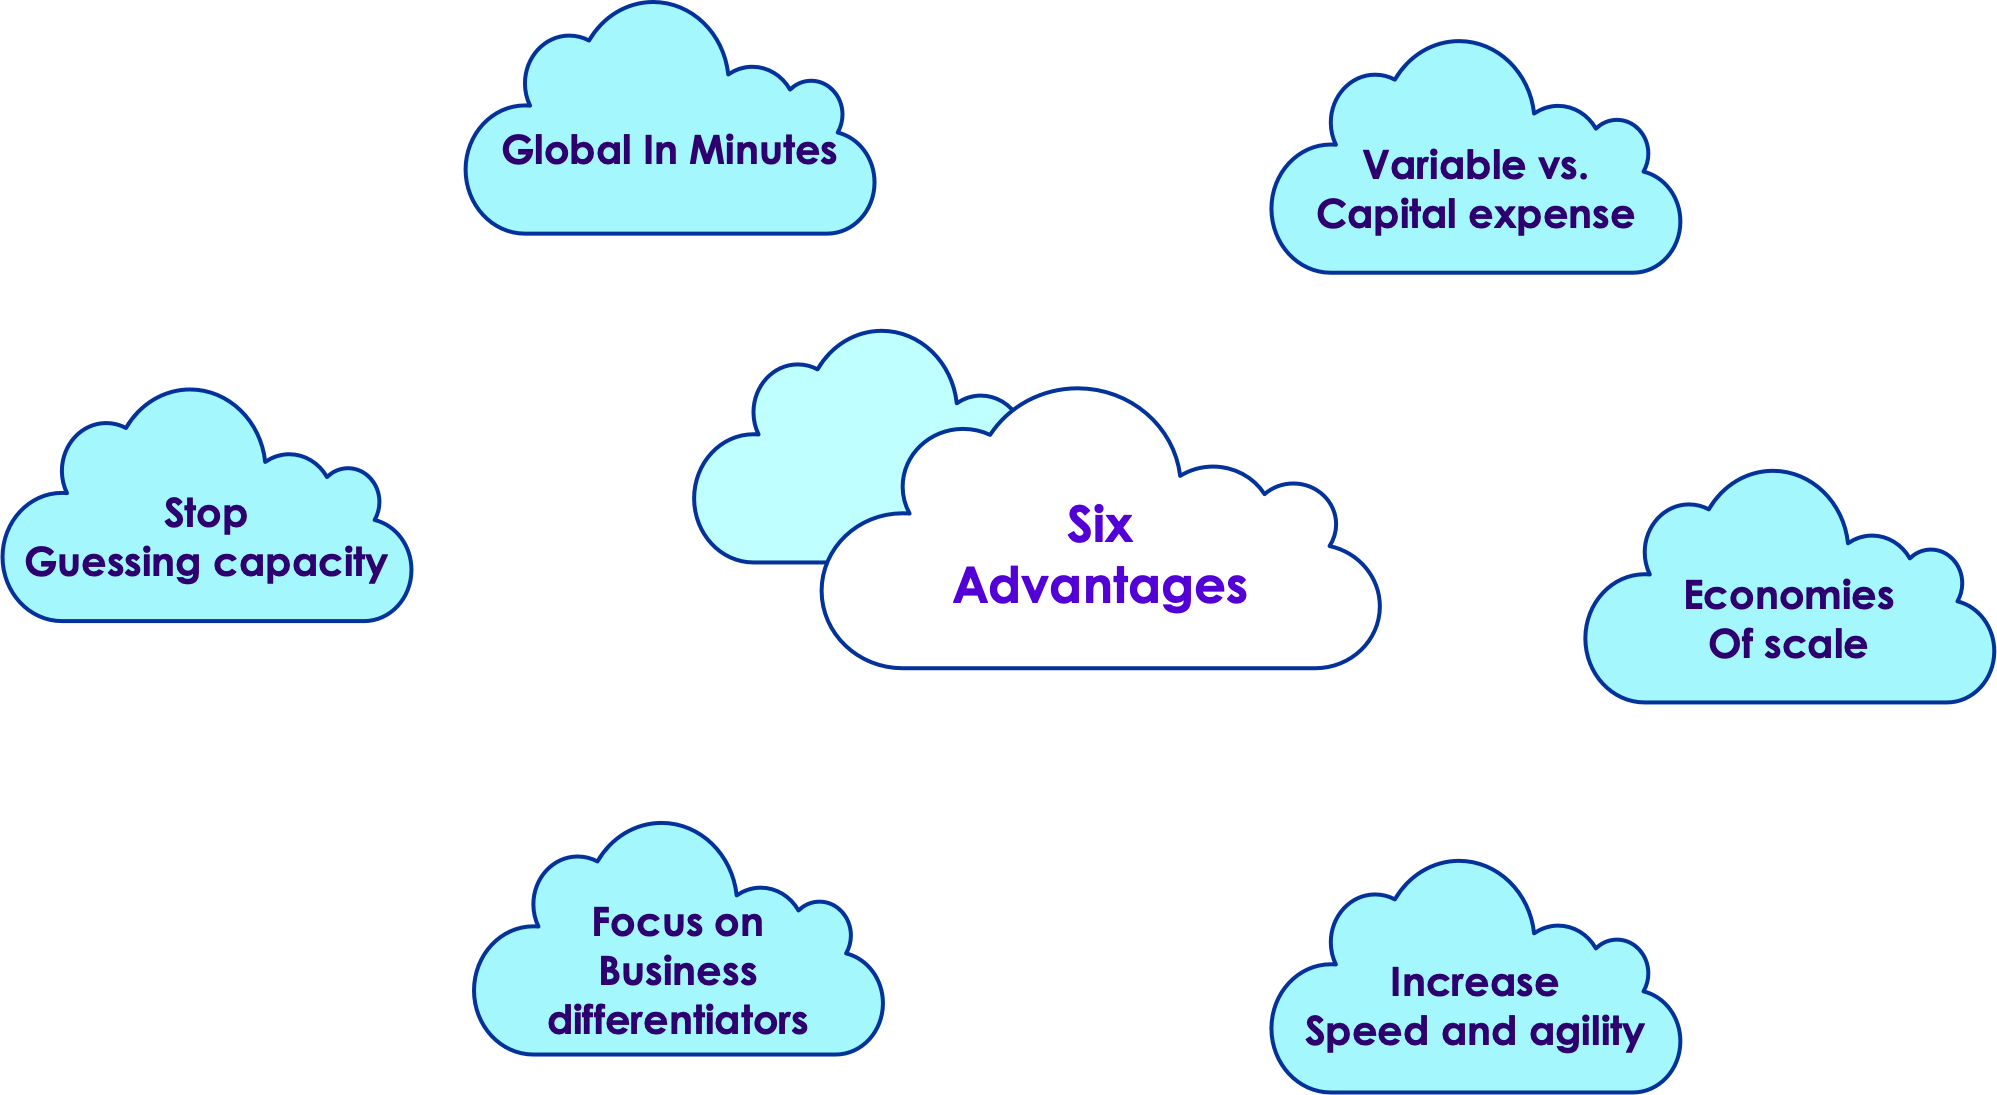 Global In Minutes
Variable vs.
Capital expense
Stop
Guessing capacity
Six
Advantages
Economies
Of scale
Focus on
Business
differentiators
Increase
Speed and agility